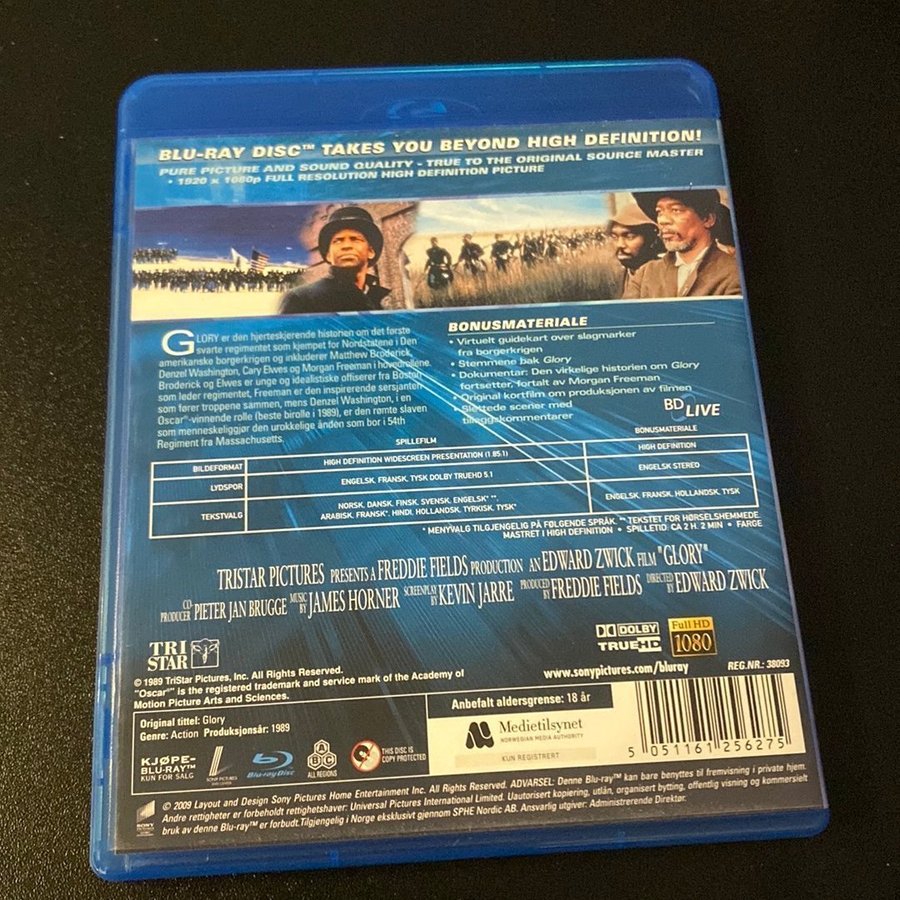 BLU-RAY DISC™ TAKES YOU BEYOND HIGH DEFINITION!
PURE PICTURE AND SOUND QUALITY - TRUE TO THE ORIGINAL SOURCE MASTER
• 1920 x 1080p FULL RESOLUTION HIGH DEFINITION PICTURE
GLORY er den hjerteskjerende historien om det første
svarte regimentet som kjempet for Nordstatene i Den
amerikanske borgerkrigen og inkluderer Matthew Broderick,
Denzel Washington, Cary Elwes og Morgan Freeman i hovedrollene.
Broderick og Elwes er unge og idealistiske offiserer fra Boston
som leder regimentet, Freeman er den inspirerende sersjanten
som fører troppene sammen, mens Denzel Washington, i en
Oscar®-vinnende rolle (beste birolle i 1989), er den rømte slaven
som menneskeliggjør den urokkelige ånden som bor i 54th
Regiment fra Massachusetts.
BONUSMATERIALE
• Virtuelt guidekart over slagmarker
fra borgerkrigen
• Stemmene bak Glory
• Dokumentar: Den virkelige historien om Glory
fortsetter, fortalt av Morgan Freeman
• Original kortfilm om produksjonen av filmen
• Slettede scener med
tilleggskommentarer
BD LIVE
SPILLEFILM
BONUSMATERIALE
BILDEFORMAT
HIGH DEFINITION WIDESCREEN PRESENTATION (1.85:1)
HIGH DEFINITION
LYDSPOR
ENGELSK, FRANSK, TYSK DOLBY TRUEHD 5.1
ENGELSK STEREO
TEKSTVALG
NORSK, DANSK, FINSK, SVENSK, ENGELSK* **,
ARABISK, FRANSK*, HINDI, HOLLANDSK, TYRKISK, TYSK*
ENGELSK, FRANSK, HOLLANDSK, TYSK
* MENYVALG TILGJENGELIG PÅ FØLGENDE SPRÅK. ** TEKSTET FOR HØRSELSHEMMEDE.
MASTRET I HIGH DEFINITION • SPILLETID: CA 2 H. 2 MIN • FARGE
TRISTAR PICTURES PRESENTS A FREDDIE FIELDS PRODUCTION AN EDWARD ZWICK FILM "GLORY"
CO-PRODUCER PIETER JAN BRUGGE MUSIC BY JAMES HORNER SCREENPLAY BY KEVIN JARRE PRODUCED BY FREDDIE FIELDS DIRECTED BY EDWARD ZWICK
TRI
STAR
DOLBY
TRUEHD
Full HD
1080
www.sonypictures.com/bluray
REG.NR.: 38093
© 1989 TriStar Pictures, Inc. All Rights Reserved.
"Oscar®" is the registered trademark and service mark of the Academy of
Motion Picture Arts and Sciences.
Original tittel: Glory
Genre: Action Produksjonsår: 1989
KJØPE-
BLU-RAY™
KUN FOR SALG
SONY PICTURES
Blu-ray Disc
A
B C
ALL REGIONS
THIS DISC IS
COPY PROTECTED
Anbefalt aldersgrense: 18 år
Medietilsynet
NORWEGIAN MEDIA AUTHORITY
KUN REGISTRERT
5 051161 256275
SONY
© 2009 Layout and Design Sony Pictures Home Entertainment Inc. All Rights Reserved. ADVARSEL: Denne Blu-ray™ kan bare benyttes til fremvisning i private hjem.
Andre rettigheter er forbeholdt rettighetshaver: Universal Pictures International Limited. Uautorisert kopiering, utlån, organisert bytting, offentlig visning og kommersielt
bruk av denne Blu-ray™ er forbudt.Tilgjengelig i Norge eksklusivt gjennom SPHE Nordic AB. Ansvarlig utgiver: Administrerende Direktør.